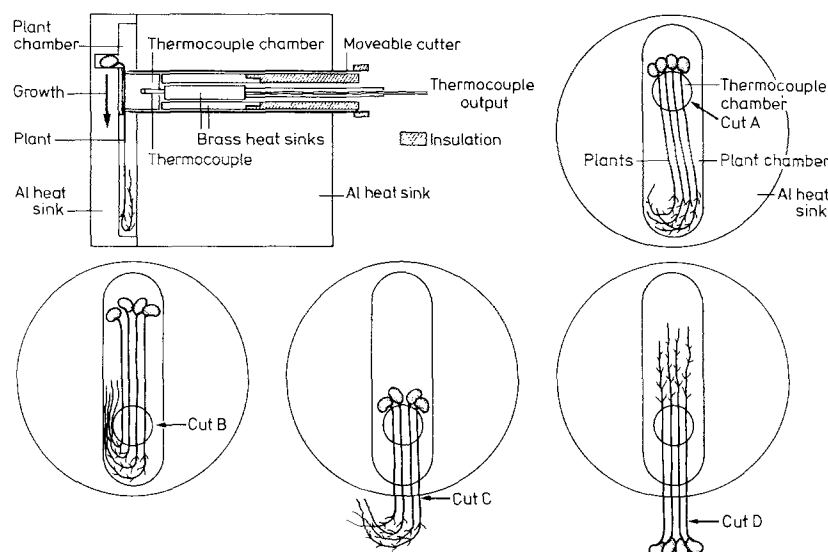 Plant
chamber
Thermocouple chamber
Moveable cutter
Growth
Thermocouple
output
Plant
Brass heat sinks
Insulation
Thermocouple
Al heat
sink
Al heat sink
Thermocouple
chamber
Cut A
Plants
Plant chamber
Al heat
sink
Cut B
Cut C
Cut D